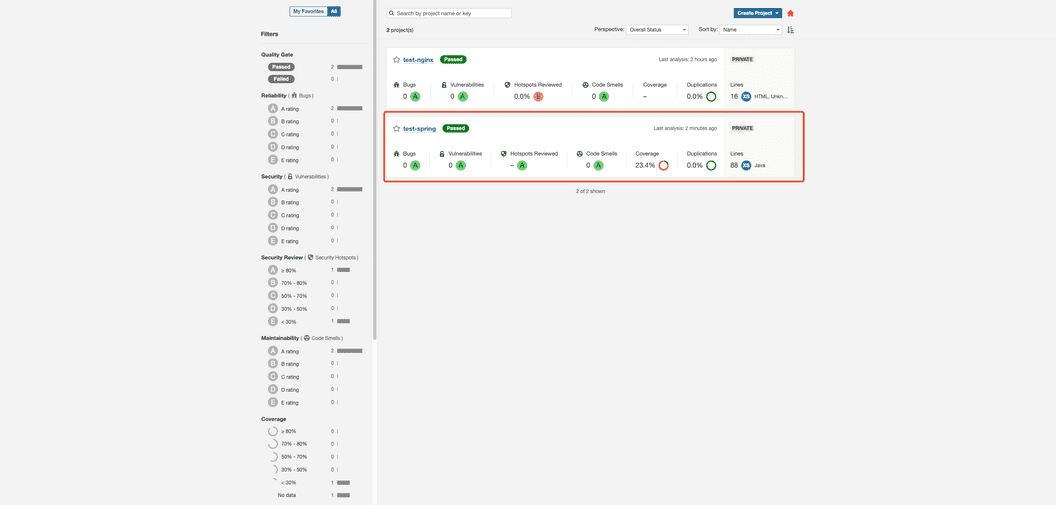 My Favorites All
Filters
Quality Gate
Passed 2
Failed 0
Reliability ( Bugs )
A A rating 2
B B rating 0
C C rating 0
D D rating 0
E E rating 0
Security ( Vulnerabilities )
A A rating 2
B B rating 0
C C rating 0
D D rating 0
E E rating 0
Security Review ( Security Hotspots )
A ≥ 80% 1
B 70% - 80% 0
C 50% - 70% 0
D 30% - 50% 0
E < 30% 1
Maintainability ( Code Smells )
A A rating 2
B B rating 0
C C rating 0
D D rating 0
E E rating 0
Coverage
≥ 80% 0
70% - 80% 0
50% - 70% 0
30% - 50% 0
< 30% 1
No data 1
Search by project name or key
Create Project
2 project(s)
Perspective: Overall Status Sort by: Name
test-nginx Passed Last analysis: 2 hours ago PRIVATE
Bugs Vulnerabilities Hotspots Reviewed Code Smells Coverage Duplications Lines
0 A 0 A 0.0% E 0 A – 0.0% 16 XS HTML, Unkn...
test-spring Passed Last analysis: 2 minutes ago PRIVATE
Bugs Vulnerabilities Hotspots Reviewed Code Smells Coverage Duplications Lines
0 A 0 A – A 0 A 23.4% 0.0% 88 XS Java
2 of 2 shown